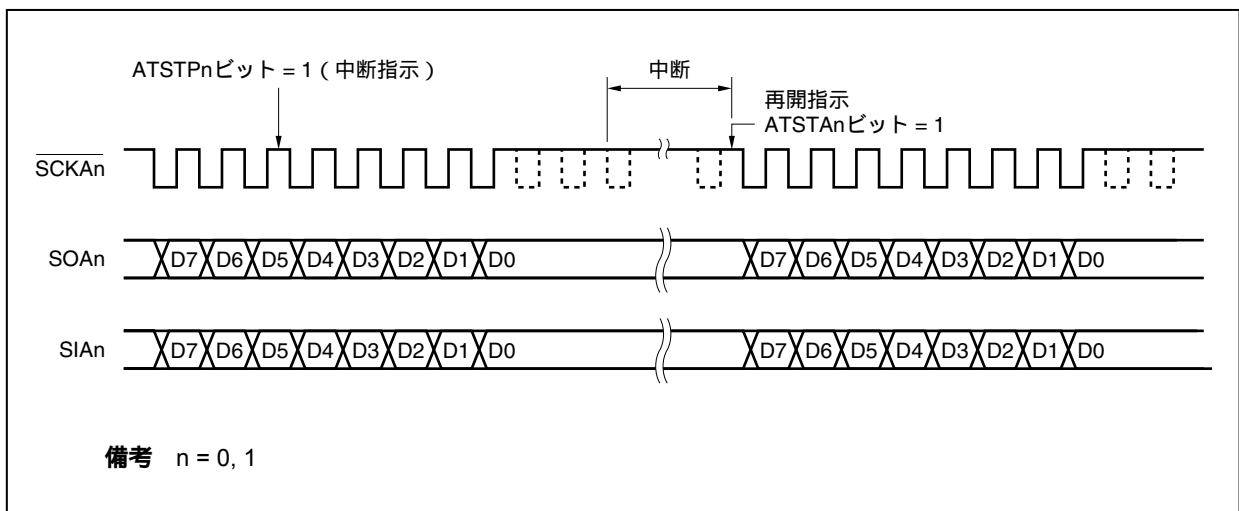 ATSTPnビット = 1 ( 中断指示 )
中断
再開指示
ATSTAnビット = 1
SCKAn
SOAn D7 D6 D5 D4 D3 D2 D1 D0 D7 D6 D5 D4 D3 D2 D1 D0
SIAn D7 D6 D5 D4 D3 D2 D1 D0 D7 D6 D5 D4 D3 D2 D1 D0
備考 n = 0, 1